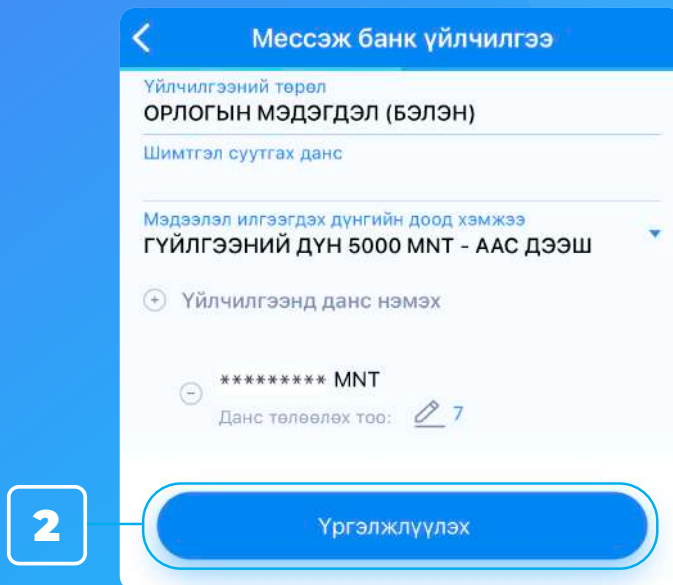 Мессэж банк үйлчилгээ
Үйлчилгээний төрөл
ОРЛОГЫН МЭДЭГДЭЛ (БЭЛЭН)
Шимтгэл суутгах данс
Мэдээлэл илгээгдэх дүнгийн доод хэмжээ
ГҮЙЛГЭЭНИЙ ДҮН 5000 MNT - ААС ДЭЭШ
Үйлчилгээнд данс нэмэх
********* MNT
Данс төлөөлөх тоо: 7
2
Үргэлжлүүлэх